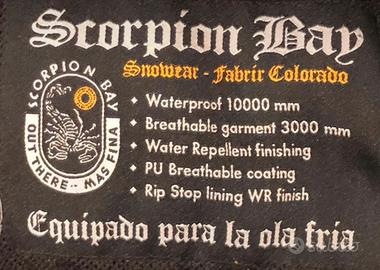 Scorpion Bay
Snowear - Fabrir Colorado
SCORPION BAY
OUT THERE - MAS FINA
• Waterproof 10000 mm
• Breathable garment 3000 mm
• Water Repellent finishing
• PU Breathable coating
• Rip Stop lining WR finish
Equipado para la ola fria